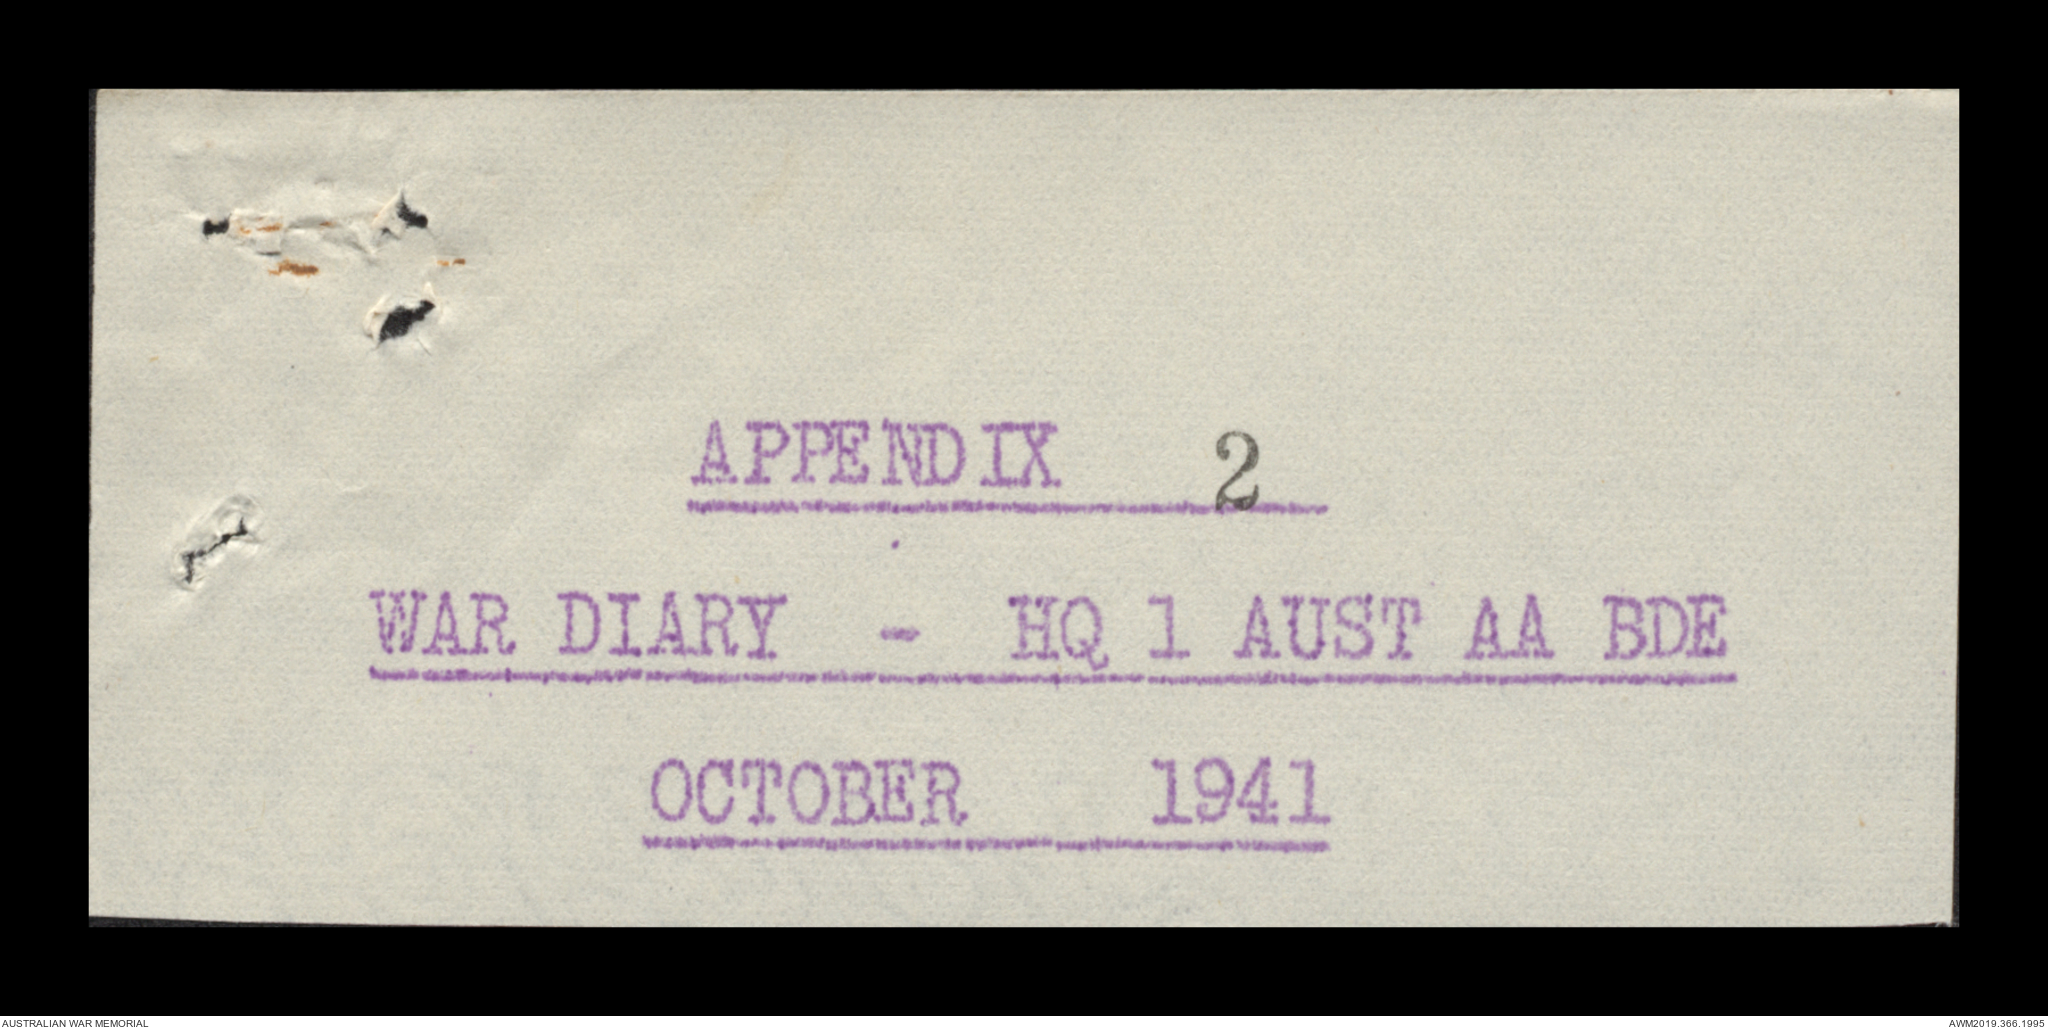 APPENDIX 2
WAR DIARY - HQ 1 AUST AA BDE
OCTOBER 1941
AUSTRALIAN WAR MEMORIAL
AWM2019.366.1995